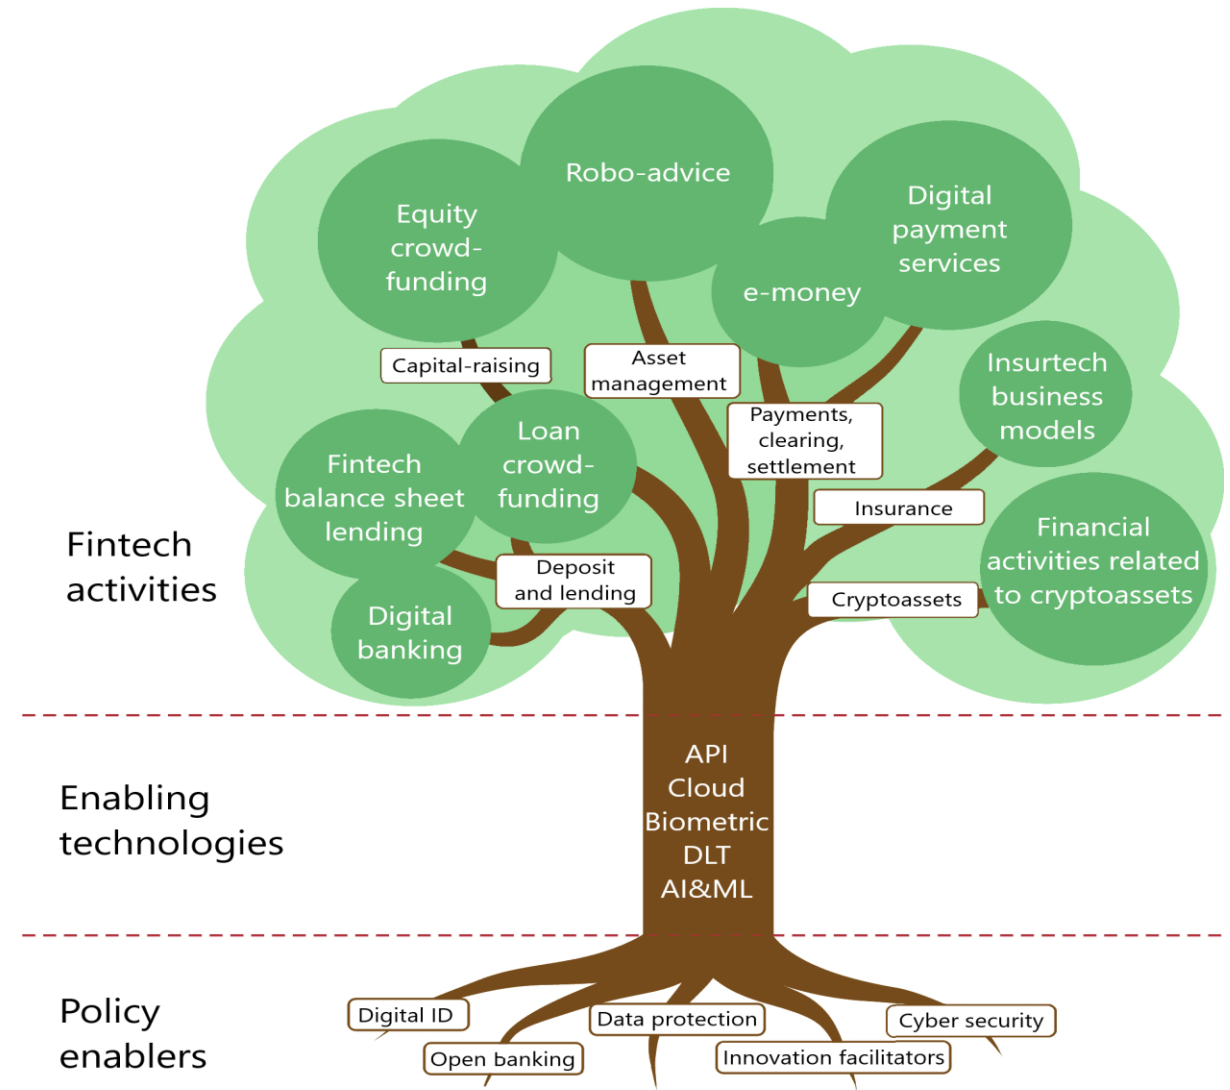 Robo-advice
Equity
crowd-
funding
Digital
payment
services
e-money
Capital-raising
Asset
management
Insurtech
business
models
Payments,
clearing,
settlement
Loan
crowd-
funding
Fintech
balance sheet
lending
Insurance
Financial
activities related
to cryptoassets
Fintech
activities
Deposit
and lending
Cryptoassets
Digital
banking
Enabling
technologies
API
Cloud
Biometric
DLT
AI&ML
Policy
enablers
Digital ID
Open banking
Data protection
Innovation facilitators
Cyber security